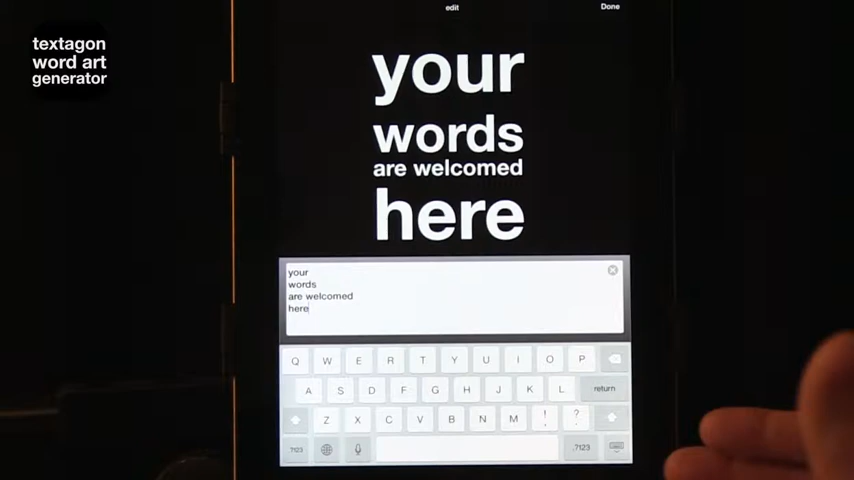 textagon
word art
generator
edit
Done
your
words
are welcomed
here
your
words
are welcomed
here
Q W E R T Y U I O P
A S D F G H J K L return
Z X C V B N M ! , ? .
.?123 .?123